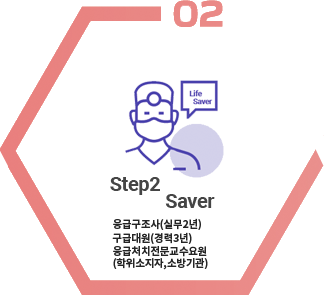 02
Life
Saver
Step2
Saver
응급구조사(실무2년)
구급대원(경력3년)
응급처치전문교수요원
(학위소지자,소방기관)